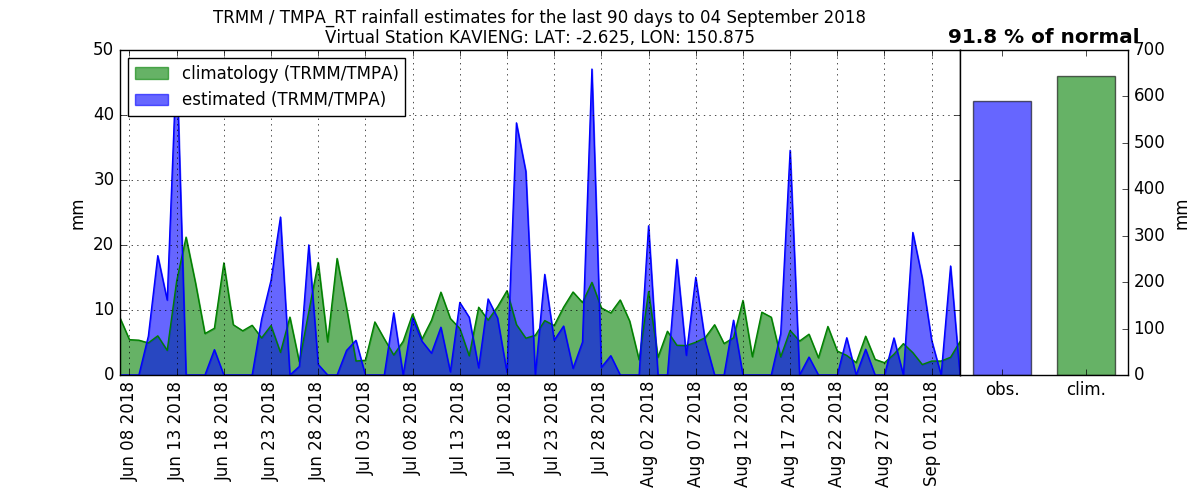 TRMM / TMPA_RT rainfall estimates for the last 90 days to 04 September 2018
Virtual Station KAVIENG: LAT: -2.625, LON: 150.875
91.8 % of normal
climatology (TRMM/TMPA)
estimated (TRMM/TMPA)
50
40
30
20
10
0
mm
Jun 08 2018
Jun 13 2018
Jun 18 2018
Jun 23 2018
Jun 28 2018
Jul 03 2018
Jul 08 2018
Jul 13 2018
Jul 18 2018
Jul 23 2018
Jul 28 2018
Aug 02 2018
Aug 07 2018
Aug 12 2018
Aug 17 2018
Aug 22 2018
Aug 27 2018
Sep 01 2018
obs.
clim.
700
600
500
400
300
200
100
0
mm